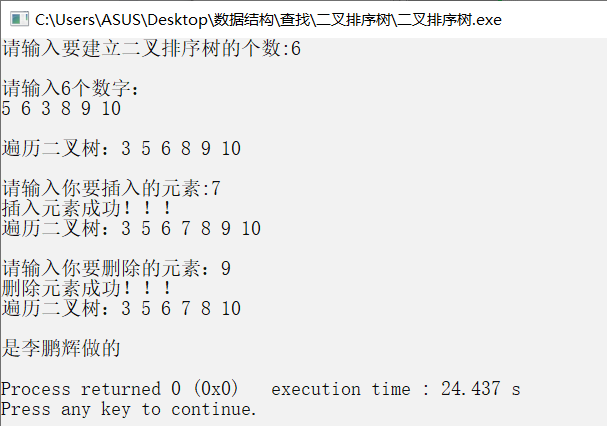 C:\Users\ASUS\Desktop\数据结构\查找\二叉排序树\二叉排序树.exe
请输入要建立二叉排序树的个数:6
请输入6个数字：
5 6 3 8 9 10
遍历二叉树：3 5 6 8 9 10
请输入你要插入的元素:7
插入元素成功！！！
遍历二叉树：3 5 6 7 8 9 10
请输入你要删除的元素：9
删除元素成功！！！
遍历二叉树：3 5 6 7 8 10
是李鹏辉做的
Process returned 0 (0x0)   execution time : 24.437 s
Press any key to continue.